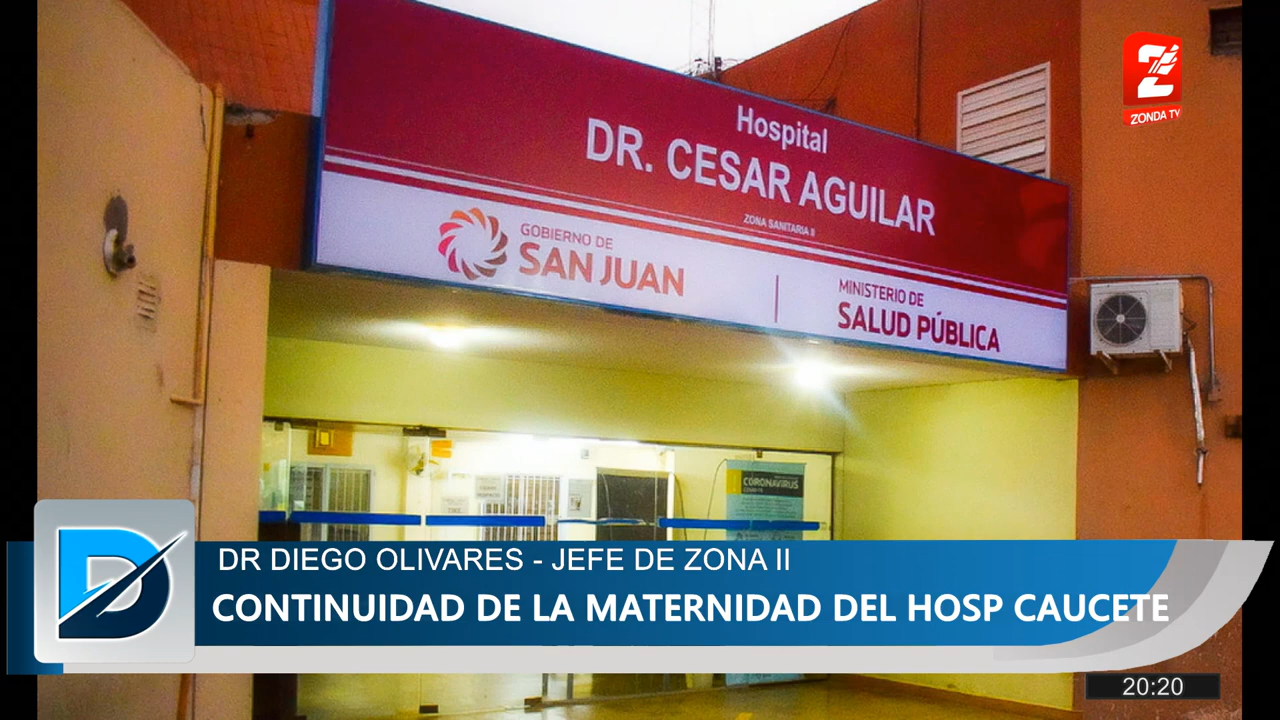 Z
ZONDA TV
Hospital
DR. CESAR AGUILAR
ZONA SANITARIA II
GOBIERNO DE
SAN JUAN
MINISTERIO DE
SALUD PÚBLICA
CORONAVIRUS
D
DR DIEGO OLIVARES - JEFE DE ZONA II
CONTINUIDAD DE LA MATERNIDAD DEL HOSP CAUCETE
20:20